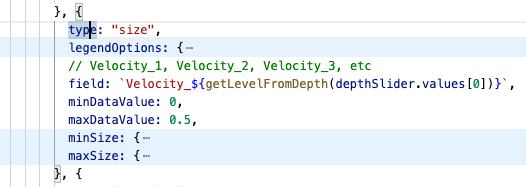 }, {
type: "size",
legendOptions: {⋯
// Velocity_1, Velocity_2, Velocity_3, etc
field: `Velocity_${getLevelFromDepth(depthSlider.values[0])}`,
minDataValue: 0,
maxDataValue: 0.5,
minSize: {⋯
maxSize: {⋯
}, {